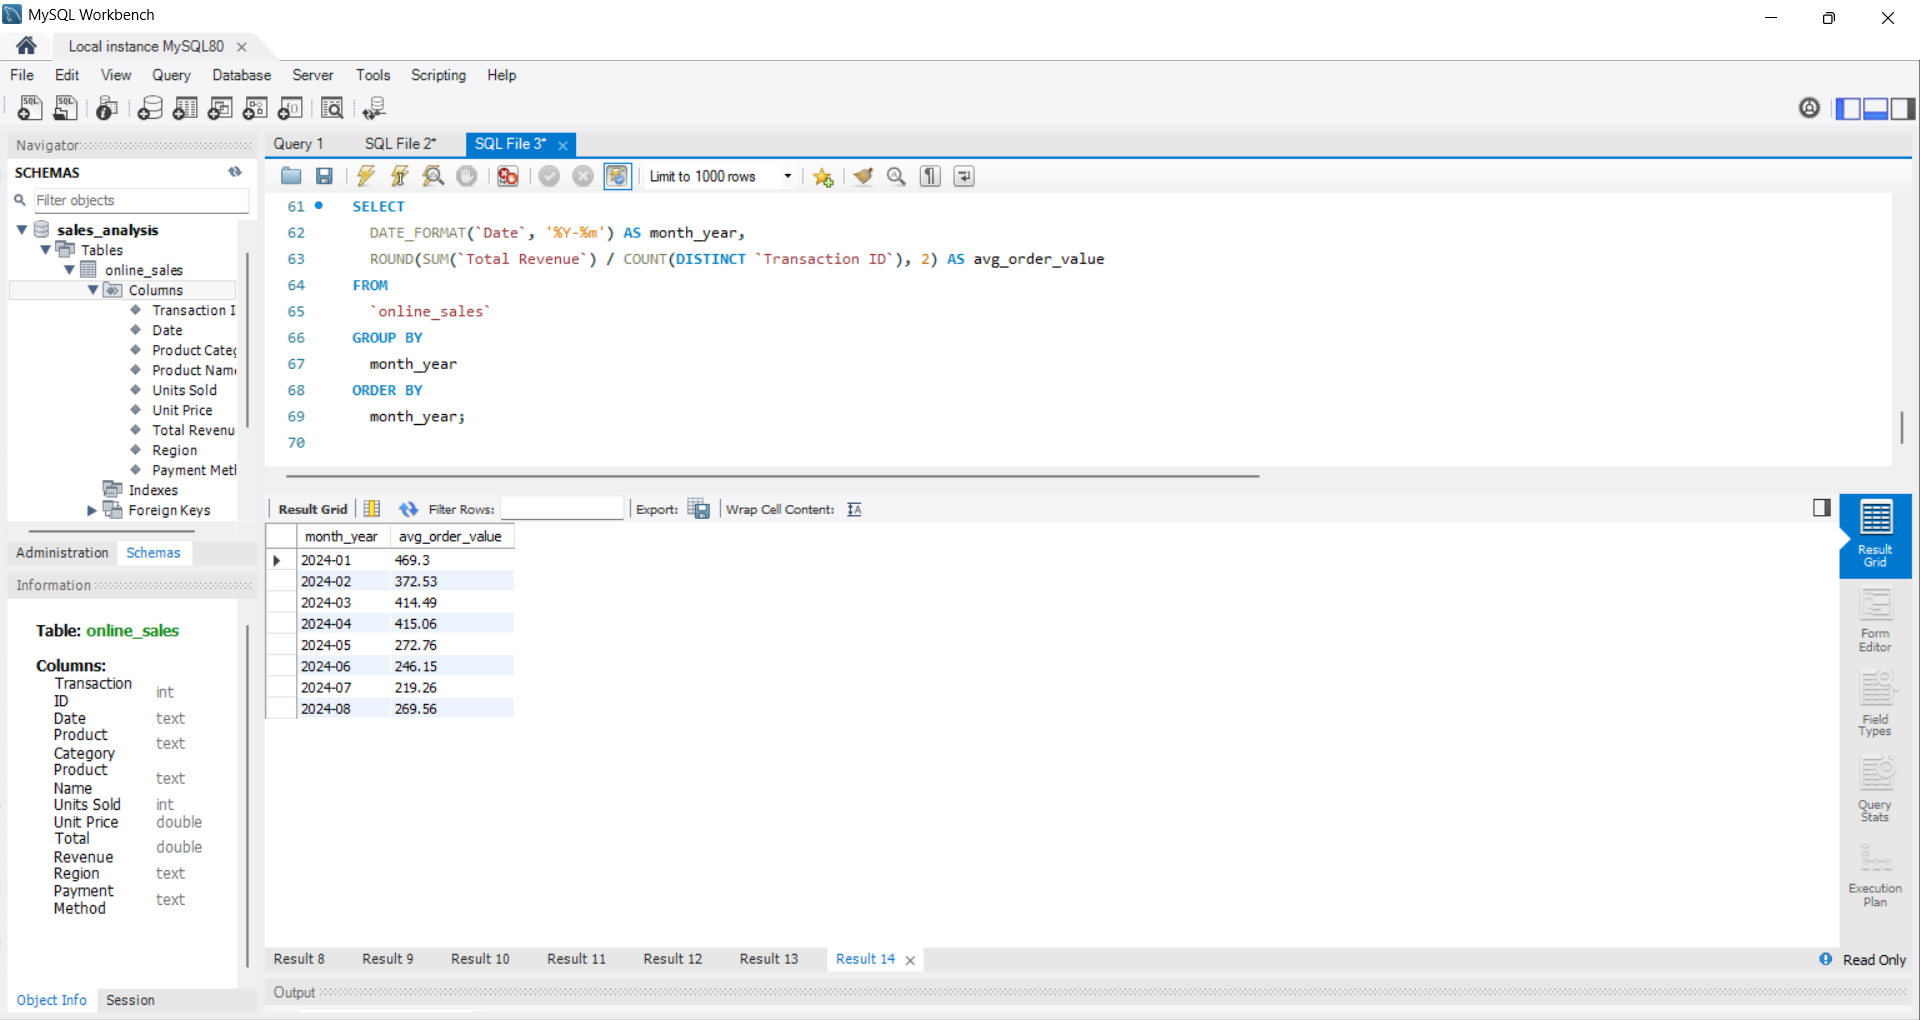 MySQL Workbench
Local instance MySQL80
File Edit View Query Database Server Tools Scripting Help
Navigator
SCHEMAS
Filter objects
sales_analysis
Tables
online_sales
Columns
Transaction I
Date
Product Categ
Product Nam
Units Sold
Unit Price
Total Revenu
Region
Payment Met
Indexes
Foreign Keys
Administration Schemas
Information
Table: online_sales
Columns:
Transaction ID int
Date text
Product Category text
Product Name text
Units Sold int
Unit Price double
Total Revenue double
Region text
Payment Method text
Object Info Session
Query 1 SQL File 2* SQL File 3*
Limit to 1000 rows
61 SELECT
62 DATE_FORMAT(`Date`, '%Y-%m') AS month_year,
63 ROUND(SUM(`Total Revenue`) / COUNT(DISTINCT `Transaction ID`), 2) AS avg_order_value
64 FROM
65 `online_sales`
66 GROUP BY
67 month_year
68 ORDER BY
69 month_year;
70
Result Grid Filter Rows: Export: Wrap Cell Content:
month_year avg_order_value
2024-01 469.3
2024-02 372.53
2024-03 414.49
2024-04 415.06
2024-05 272.76
2024-06 246.15
2024-07 219.26
2024-08 269.56
Result Grid
Form Editor
Field Types
Query Stats
Execution Plan
Result 8 Result 9 Result 10 Result 11 Result 12 Result 13 Result 14
Read Only
Output